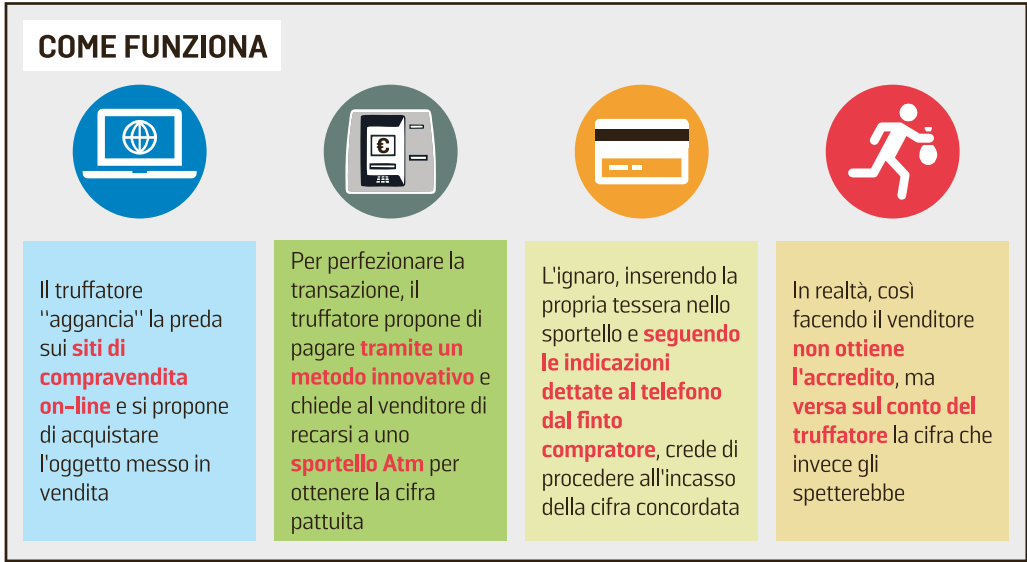 COME FUNZIONA
€
Il truffatore
"aggancia" la preda
sui siti di
compravendita
on-line e si propone
di acquistare
l'oggetto messo in
vendita
Per perfezionare la
transazione, il
truffatore propone di
pagare tramite un
metodo innovativo e
chiede al venditore di
recarsi a uno
sportello Atm per
ottenere la cifra
pattuita
L'ignaro, inserendo la
propria tessera nello
sportello e seguendo
le indicazioni
dettate al telefono
dal finto
compratore, crede di
procedere all'incasso
della cifra concordata
In realtà, così
facendo il venditore
non ottiene
l'accredito, ma
versa sul conto del
truffatore la cifra che
invece gli
spetterebbe